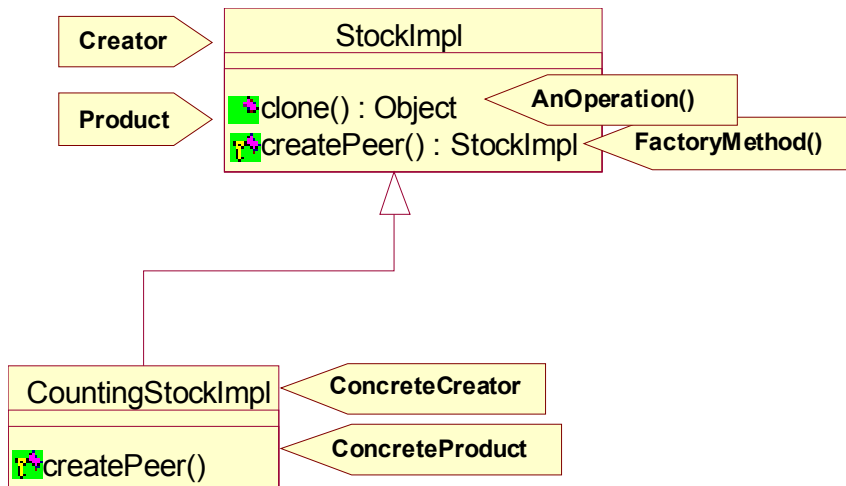 Creator
StockImpl
Product
clone() : Object
AnOperation()
createPeer() : StockImpl
FactoryMethod()
CountingStockImpl
ConcreteCreator
createPeer()
ConcreteProduct